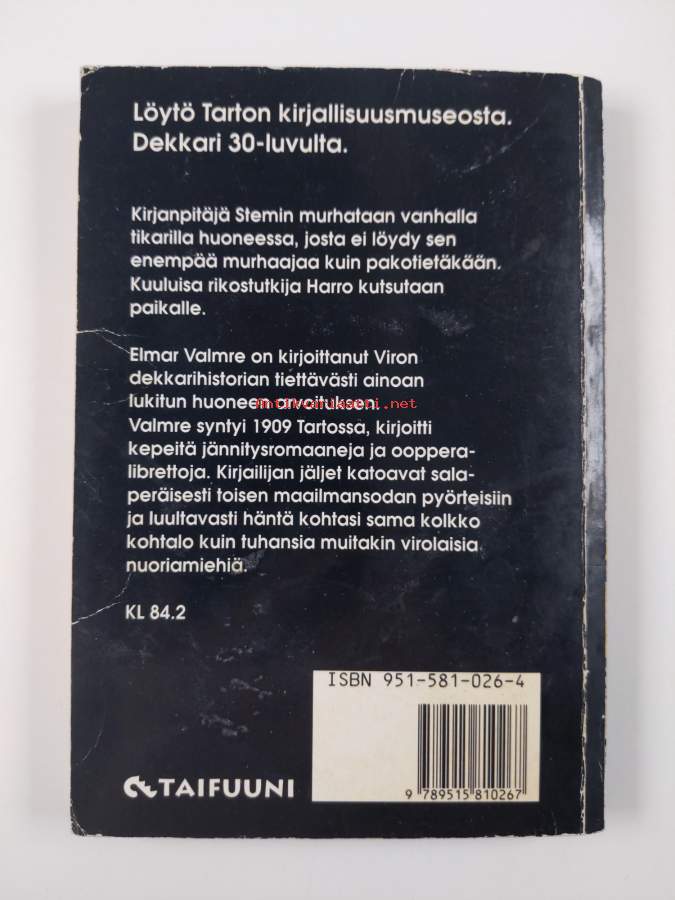 Löytö Tarton kirjallisuusmuseosta.
Dekkari 30-luvulta.
Kirjanpitäjä Stemin murhataan vanhalla
tikarilla huoneessa, josta ei löydy sen
enempää murhaajaa kuin pakotietäkään.
Kuuluisa rikostutkija Harro kutsutaan
paikalle.
Elmar Valmre on kirjoittanut Viron
dekkarihistorian tiettävästi ainoan
lukitun huoneen arvoituksen.
Antikvariaatti.net
Valmre syntyi 1909 Tartossa, kirjoitti
kepeitä jännitysromaaneja ja ooppera-
librettoja. Kirjailijan jäljet katoavat sala-
peräisesti toisen maailmansodan pyörteisiin
ja luultavasti häntä kohtasi sama kolkko
kohtalo kuin tuhansia muitakin virolaisia
nuoriamiehiä.
KL 84.2
ISBN 951-581-026-4
9 789515 810267
TAIFUUNI